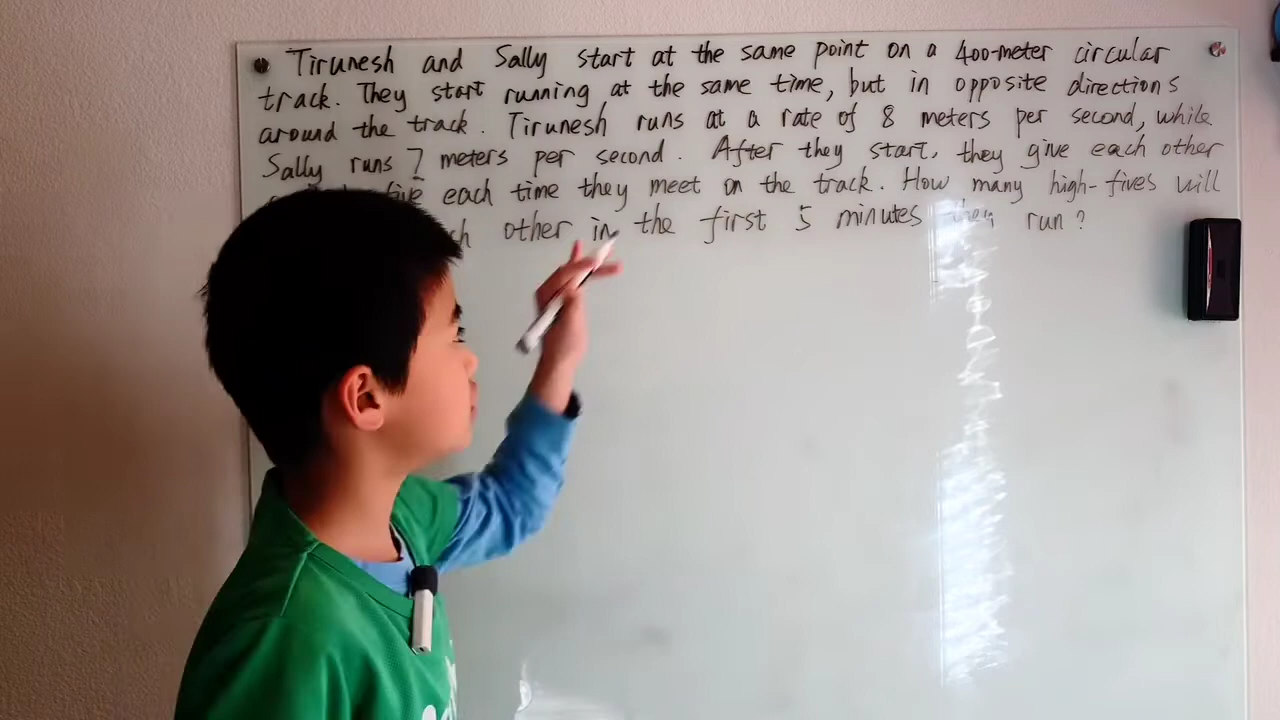 Tirunesh and Sally start at the same point on a 400-meter circular
track. They start running at the same time, but in opposite directions
around the track. Tirunesh runs at a rate of 8 meters per second, while
Sally runs 7 meters per second. After they start, they give each other
each time they meet on the track. How many high-fives will
other in the first 5 minutes they run?